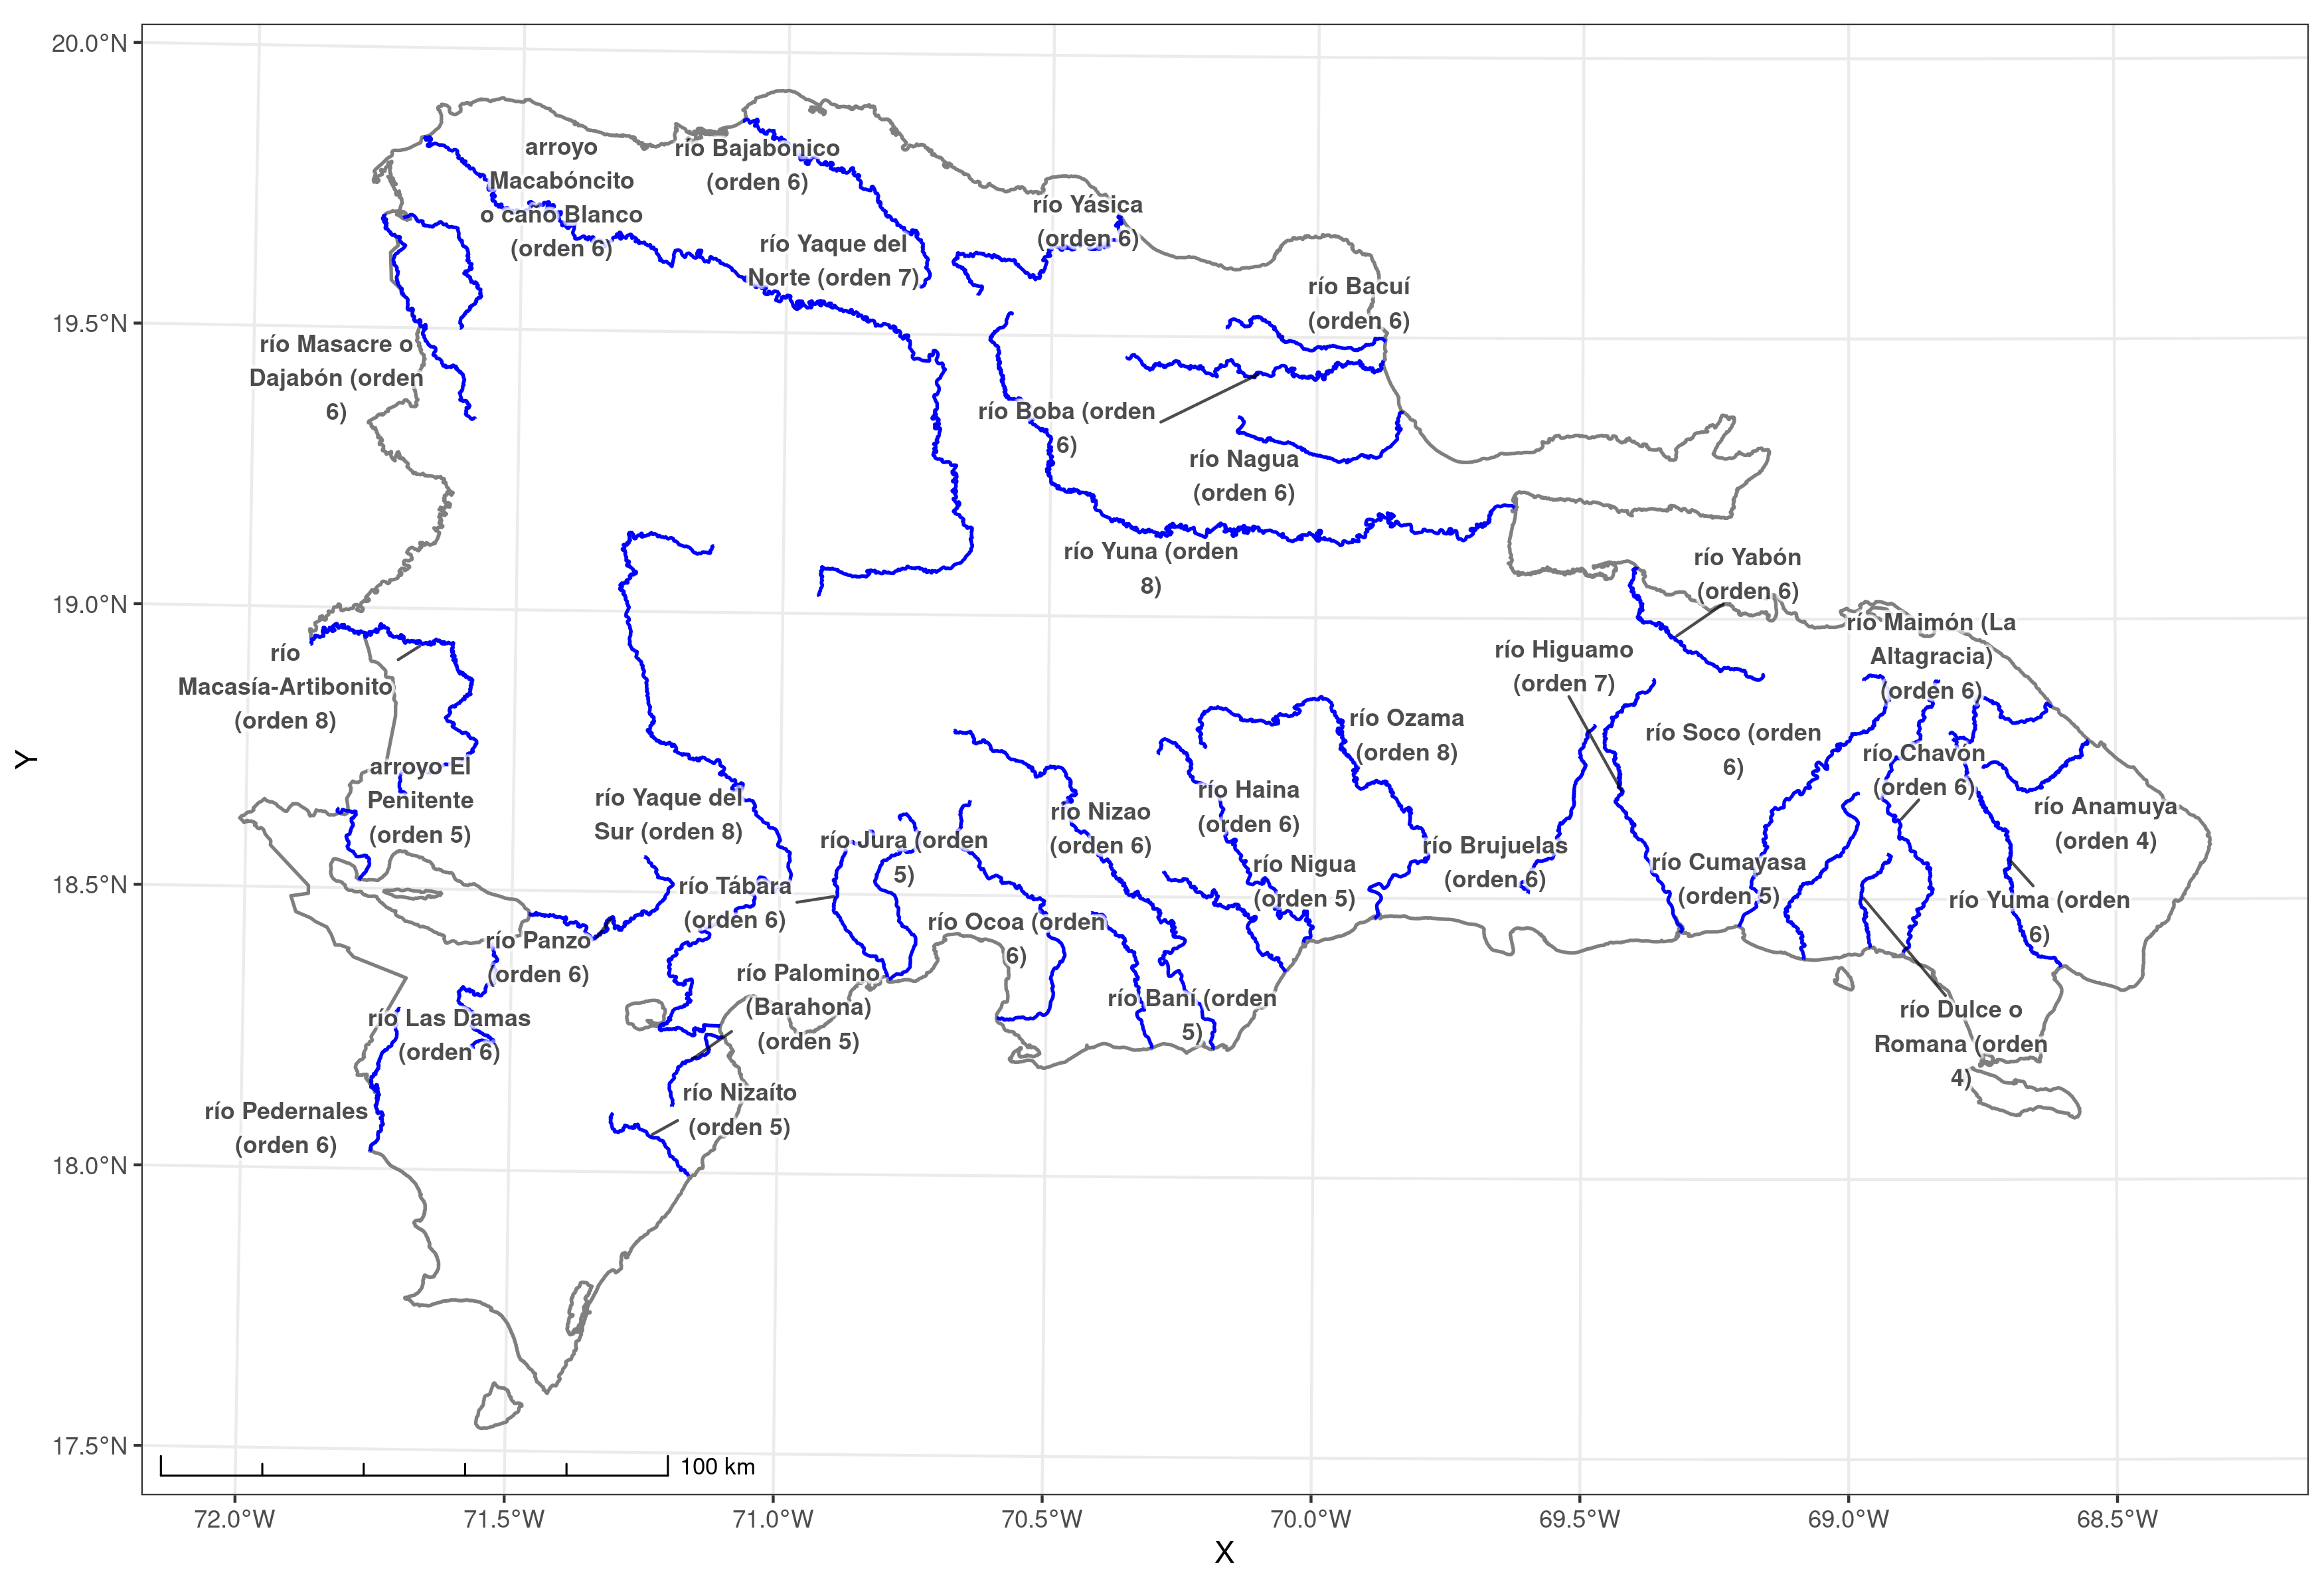 20.0°N
19.5°N
19.0°N
18.5°N
18.0°N
17.5°N
Y
arroyo
Macabóncito
o caño Blanco
(orden 6)
río Bajabonico
(orden 6)
río Yaque del
Norte (orden 7)
río Yásica
(orden 6)
río Bacuí
(orden 6)
río Masacre o
Dajabón (orden
6)
río Boba (orden
6)
río Nagua
(orden 6)
río Yuna (orden
8)
río Yabón
(orden 6)
río Maimón (La
Altagracia)
(orden 6)
río Higuamo
(orden 7)
río
Macasía-Artibonito
(orden 8)
río Ozama
(orden 8)
río Soco (orden
6)
río Chavón
(orden 6)
arroyo El
Penitente
(orden 5)
río Yaque del
Sur (orden 8)
río Jura (orden
5)
río Nizao
(orden 6)
río Haina
(orden 6)
río Anamuya
(orden 4)
río Brujuelas
(orden 6)
río Nigua
(orden 5)
río Cumayasa
(orden 5)
río Tábara
(orden 6)
río Yuma (orden
6)
río Ocoa (orden
6)
río Panzo
(orden 6)
río Palomino
(Barahona)
(orden 5)
río Baní (orden
5)
río Dulce o
Romana (orden
4)
río Las Damas
(orden 6)
río Nizaíto
(orden 5)
río Pedernales
(orden 6)
100 km
72.0°W
71.5°W
71.0°W
70.5°W
70.0°W
69.5°W
69.0°W
68.5°W
X